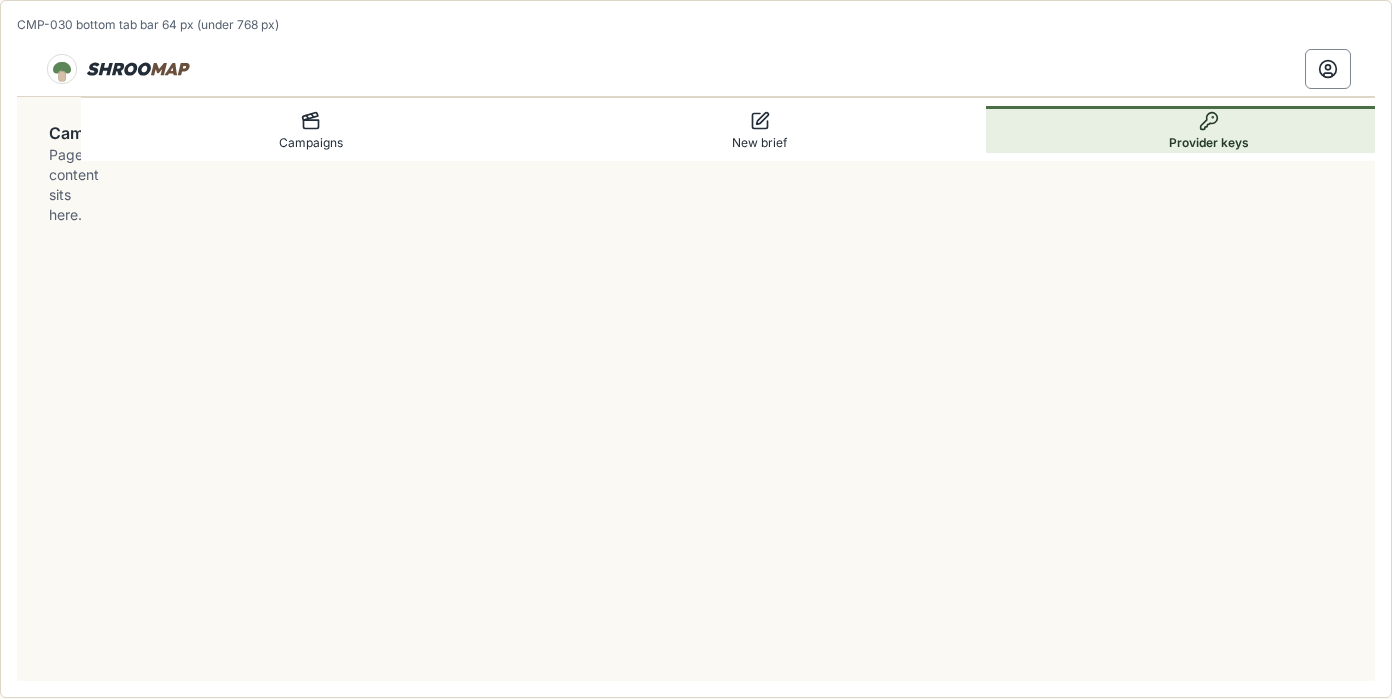 CMP-030 bottom tab bar 64 px (under 768 px)
SHROOMAP
Campaigns
New brief
Provider keys
Cam
Page
content
sits
here.